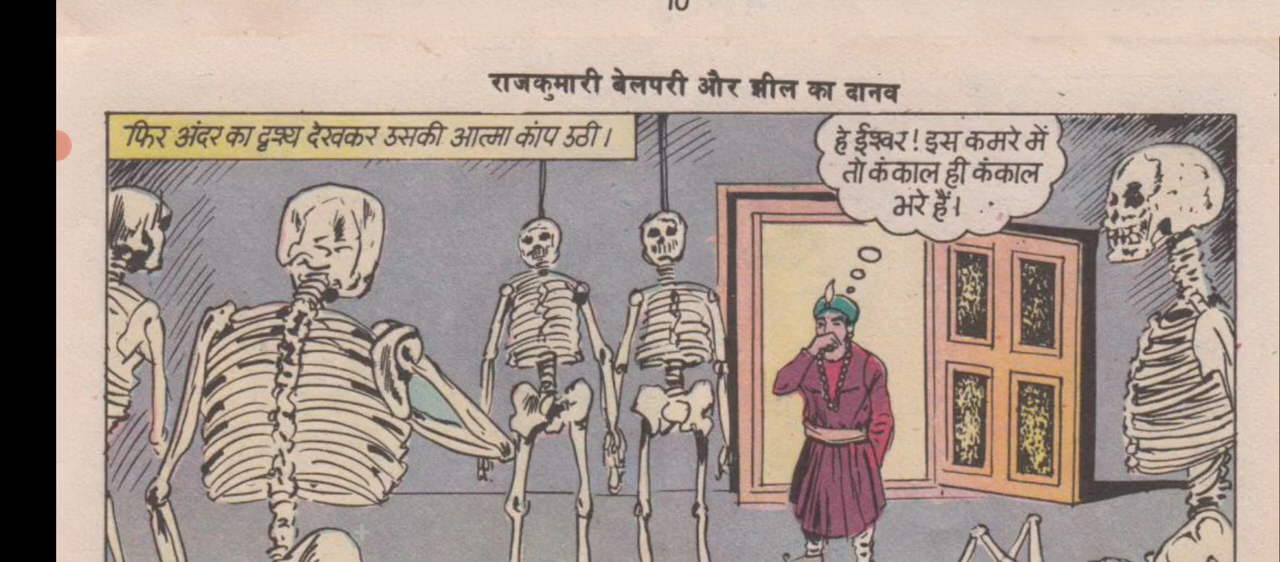 10
राजकुमारी बेलपरी और झील का दानव
फिर अंदर का दृश्य देखकर उसकी आत्मा कांप उठी।
हे ईश्वर! इस कमरे में
तो कंकाल ही कंकाल
भरे हैं।